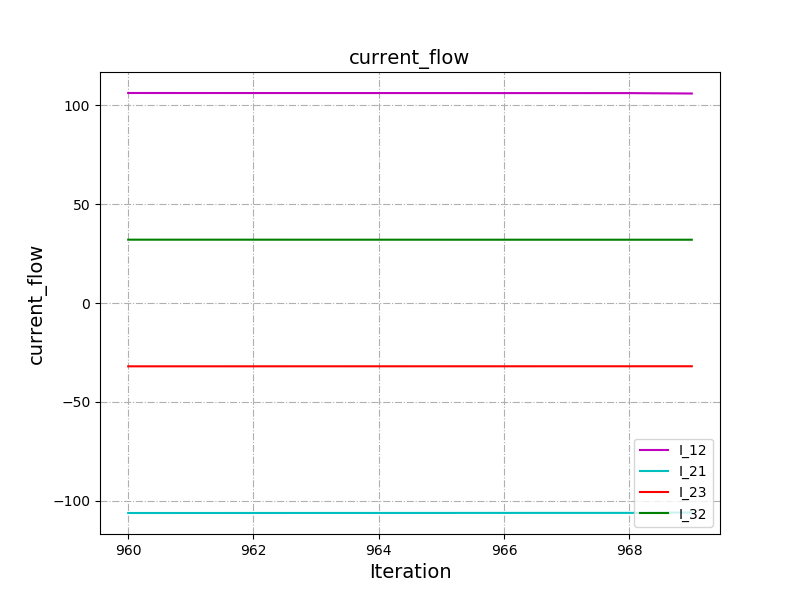 current_flow
current_flow
100
50
0
−50
−100
I_12
I_21
I_23
I_32
960
962
964
966
968
Iteration